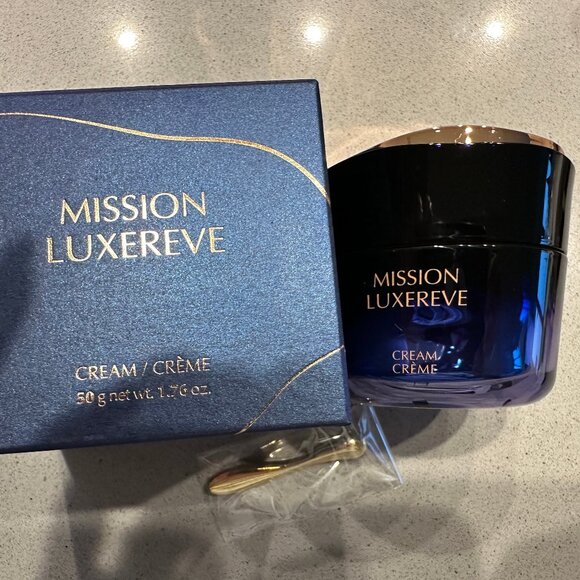 MISSION
LUXEREVE
CREAM / CRÈME
50 g net wt. 1.76 oz.
MISSION
LUXEREVE
CREAM
CRÈME